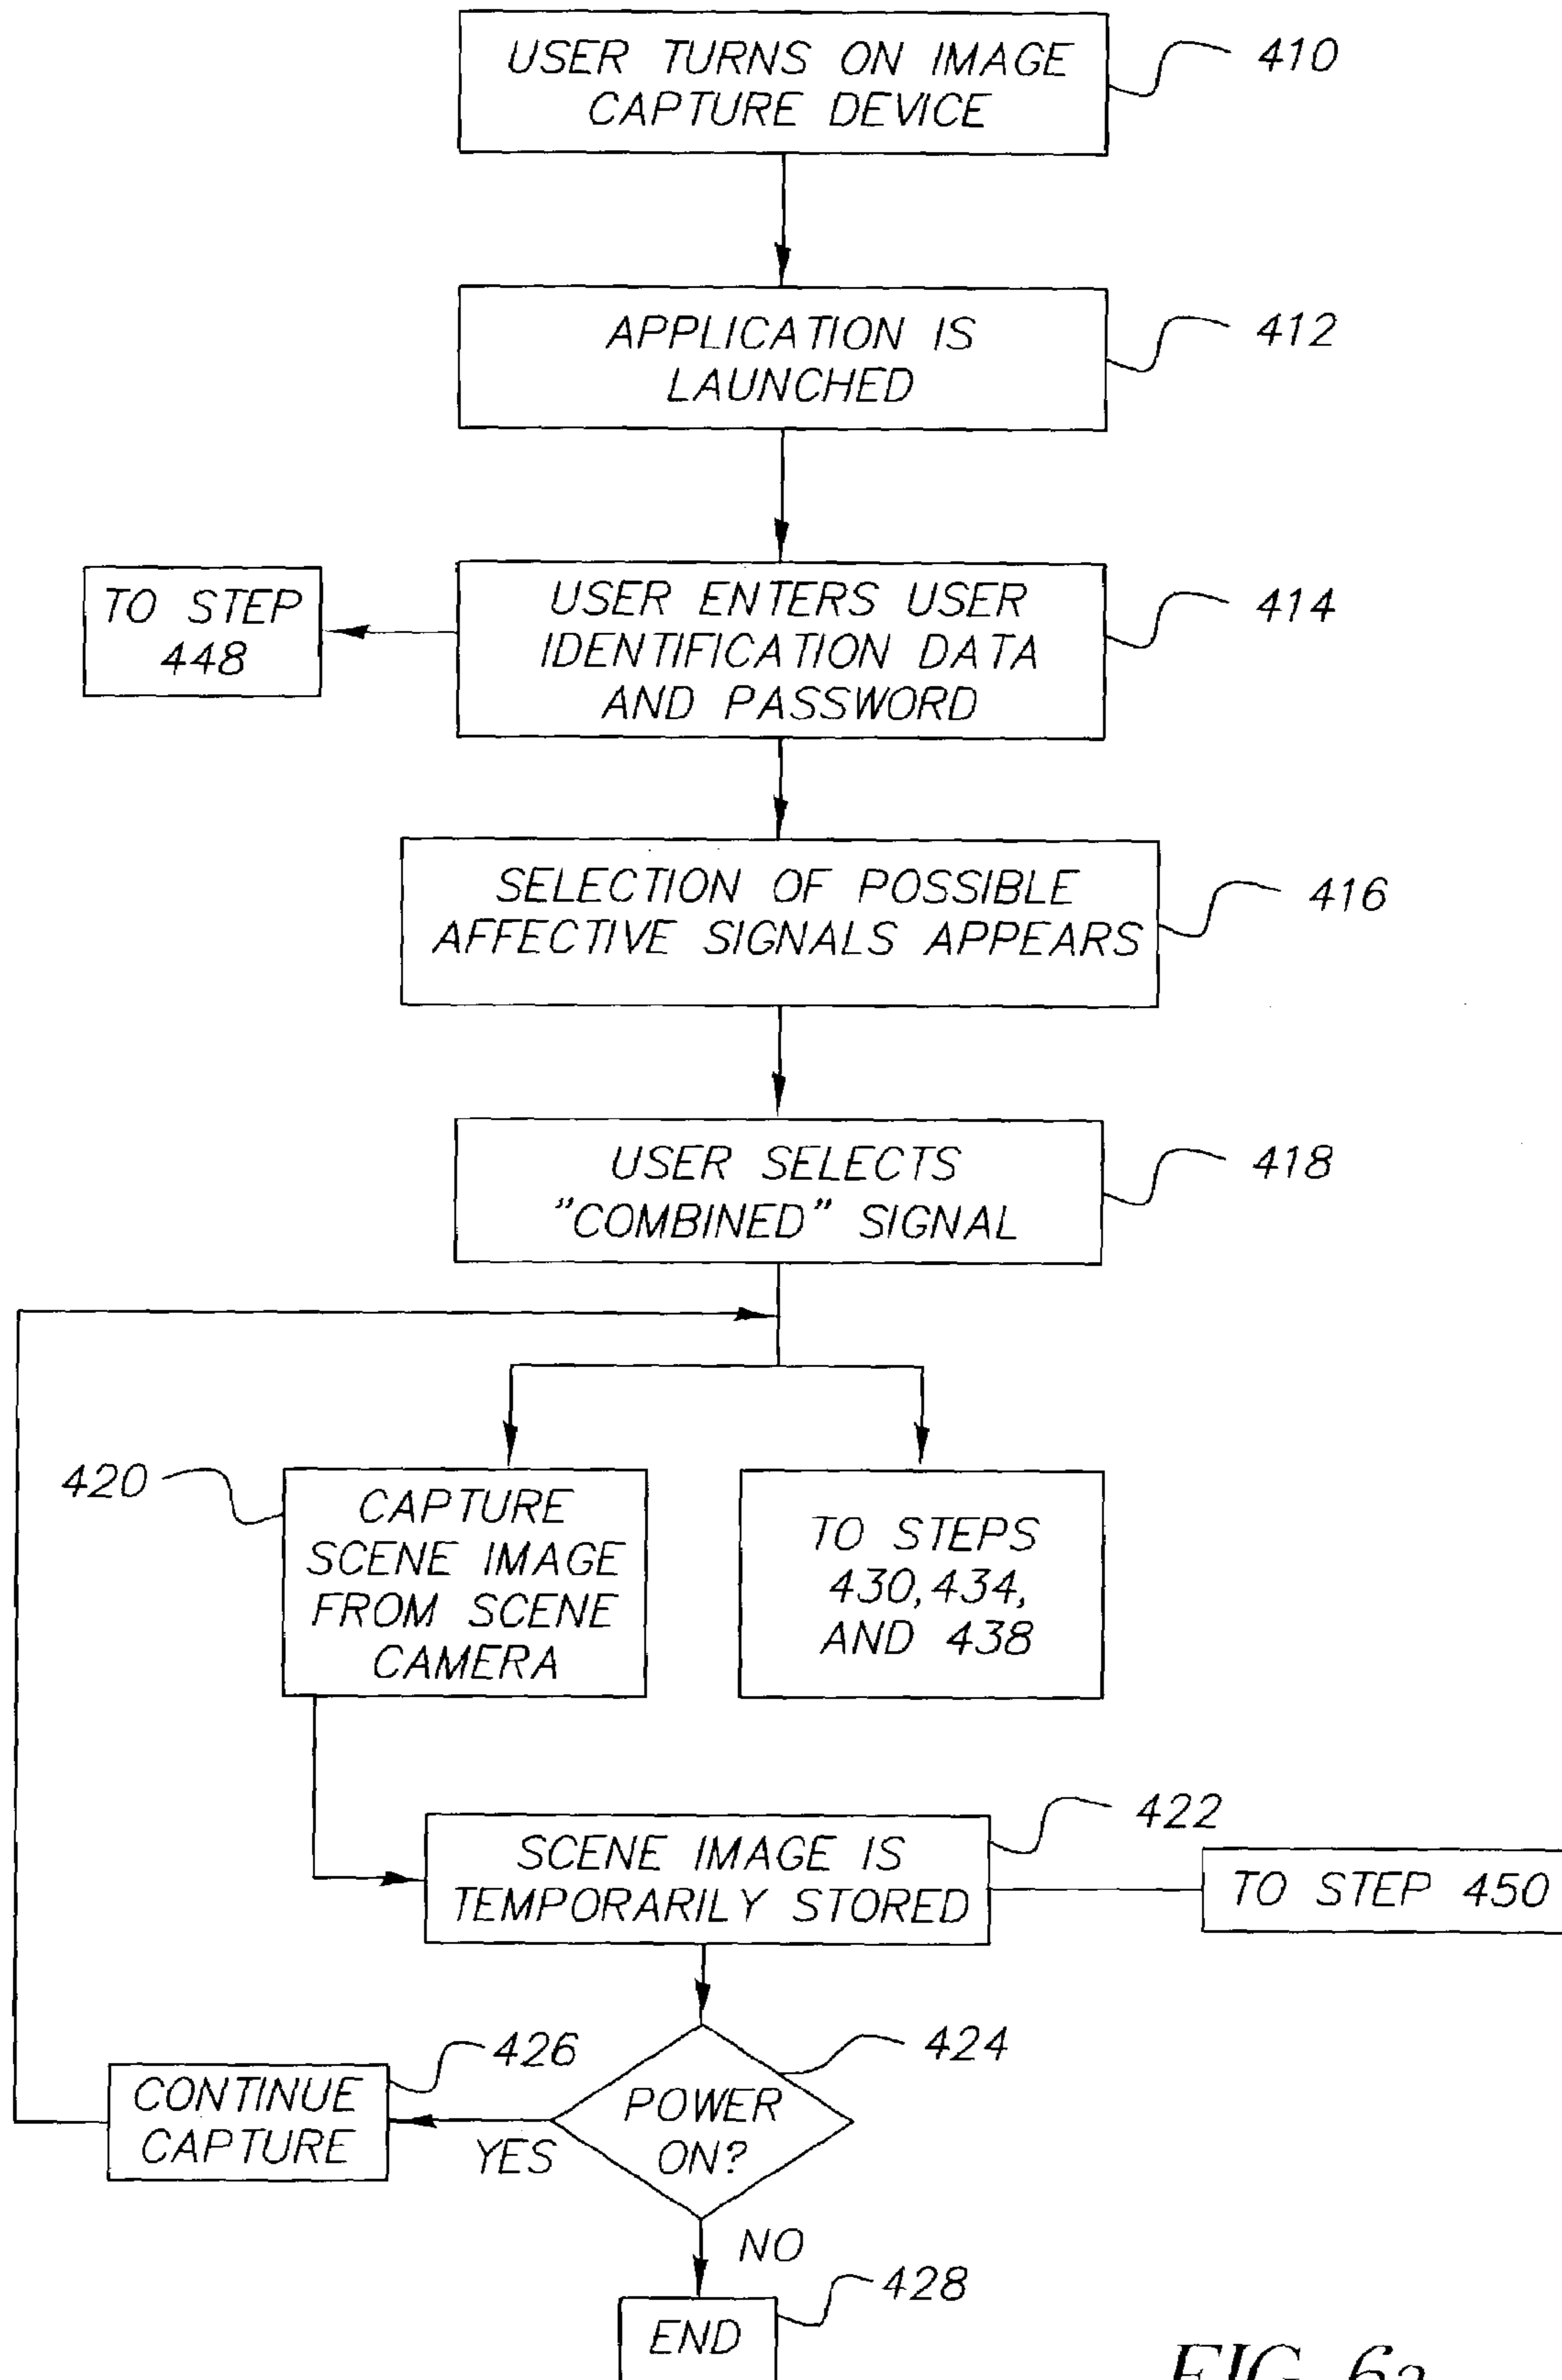 USER TURNS ON IMAGE
CAPTURE DEVICE
410
APPLICATION IS
LAUNCHED
412
TO STEP
448
USER ENTERS USER
IDENTIFICATION DATA
AND PASSWORD
414
SELECTION OF POSSIBLE
AFFECTIVE SIGNALS APPEARS
416
USER SELECTS
"COMBINED" SIGNAL
418
420
CAPTURE
SCENE IMAGE
FROM SCENE
CAMERA
TO STEPS
430, 434,
AND 438
422
SCENE IMAGE IS
TEMPORARILY STORED
TO STEP 450
424
426
CONTINUE
CAPTURE
YES
POWER
ON?
NO
428
END
FIG. 6a